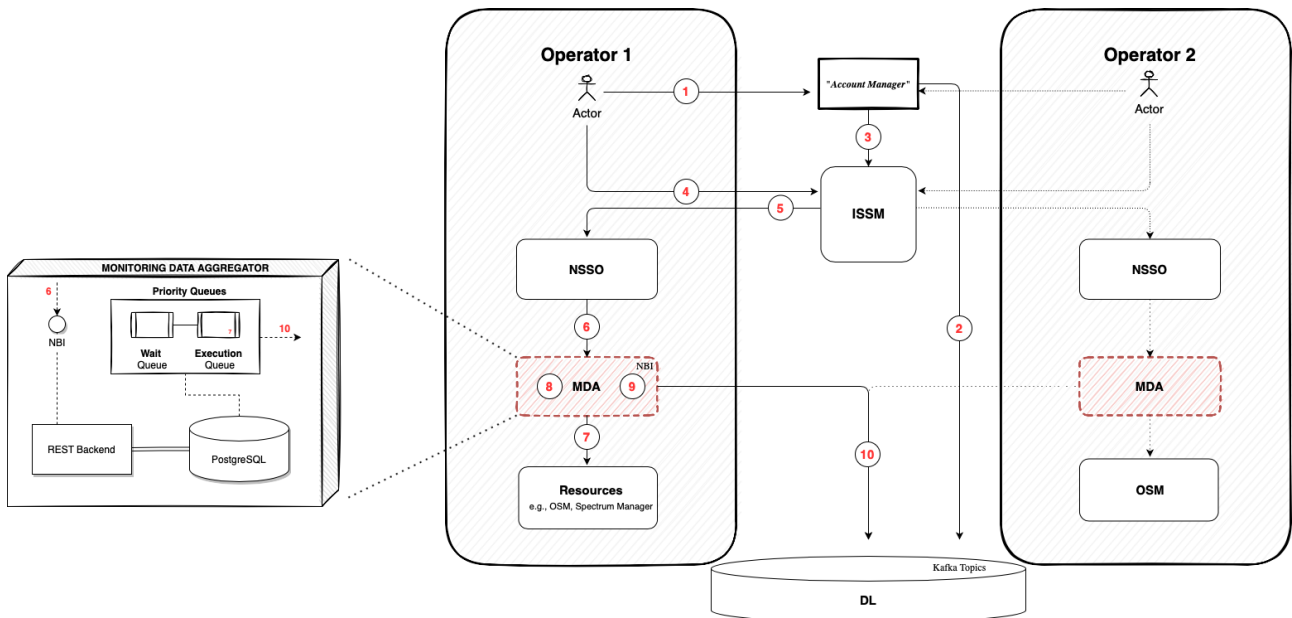 Operator 1
Actor
1
"Account Manager"
Operator 2
Actor
3
4
ISSM
5
NSSO
NSSO
6
2
NBI
8
MDA
9
MDA
7
10
Resources
e.g., OSM, Spectrum Manager
OSM
Kafka Topics
DL
MONITORING DATA AGGREGATOR
6
NBI
Priority Queues
7
Wait
Queue
Execution
Queue
10
REST Backend
PostgreSQL